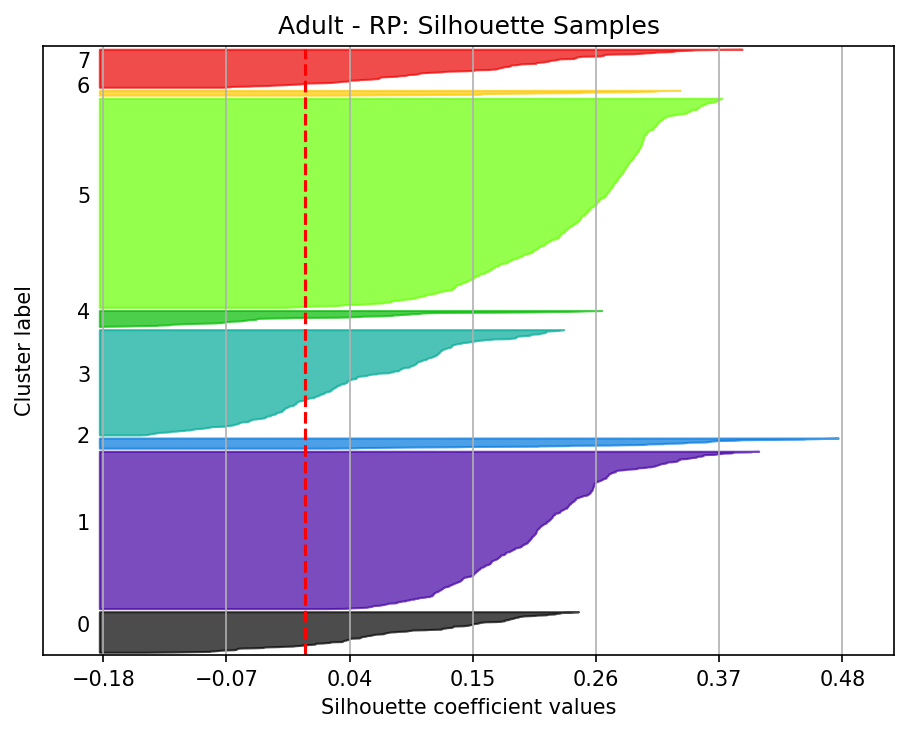 Adult - RP: Silhouette Samples
7
6
5
4
3
2
1
0
Cluster label
−0.18 −0.07 0.04 0.15 0.26 0.37 0.48
Silhouette coefficient values